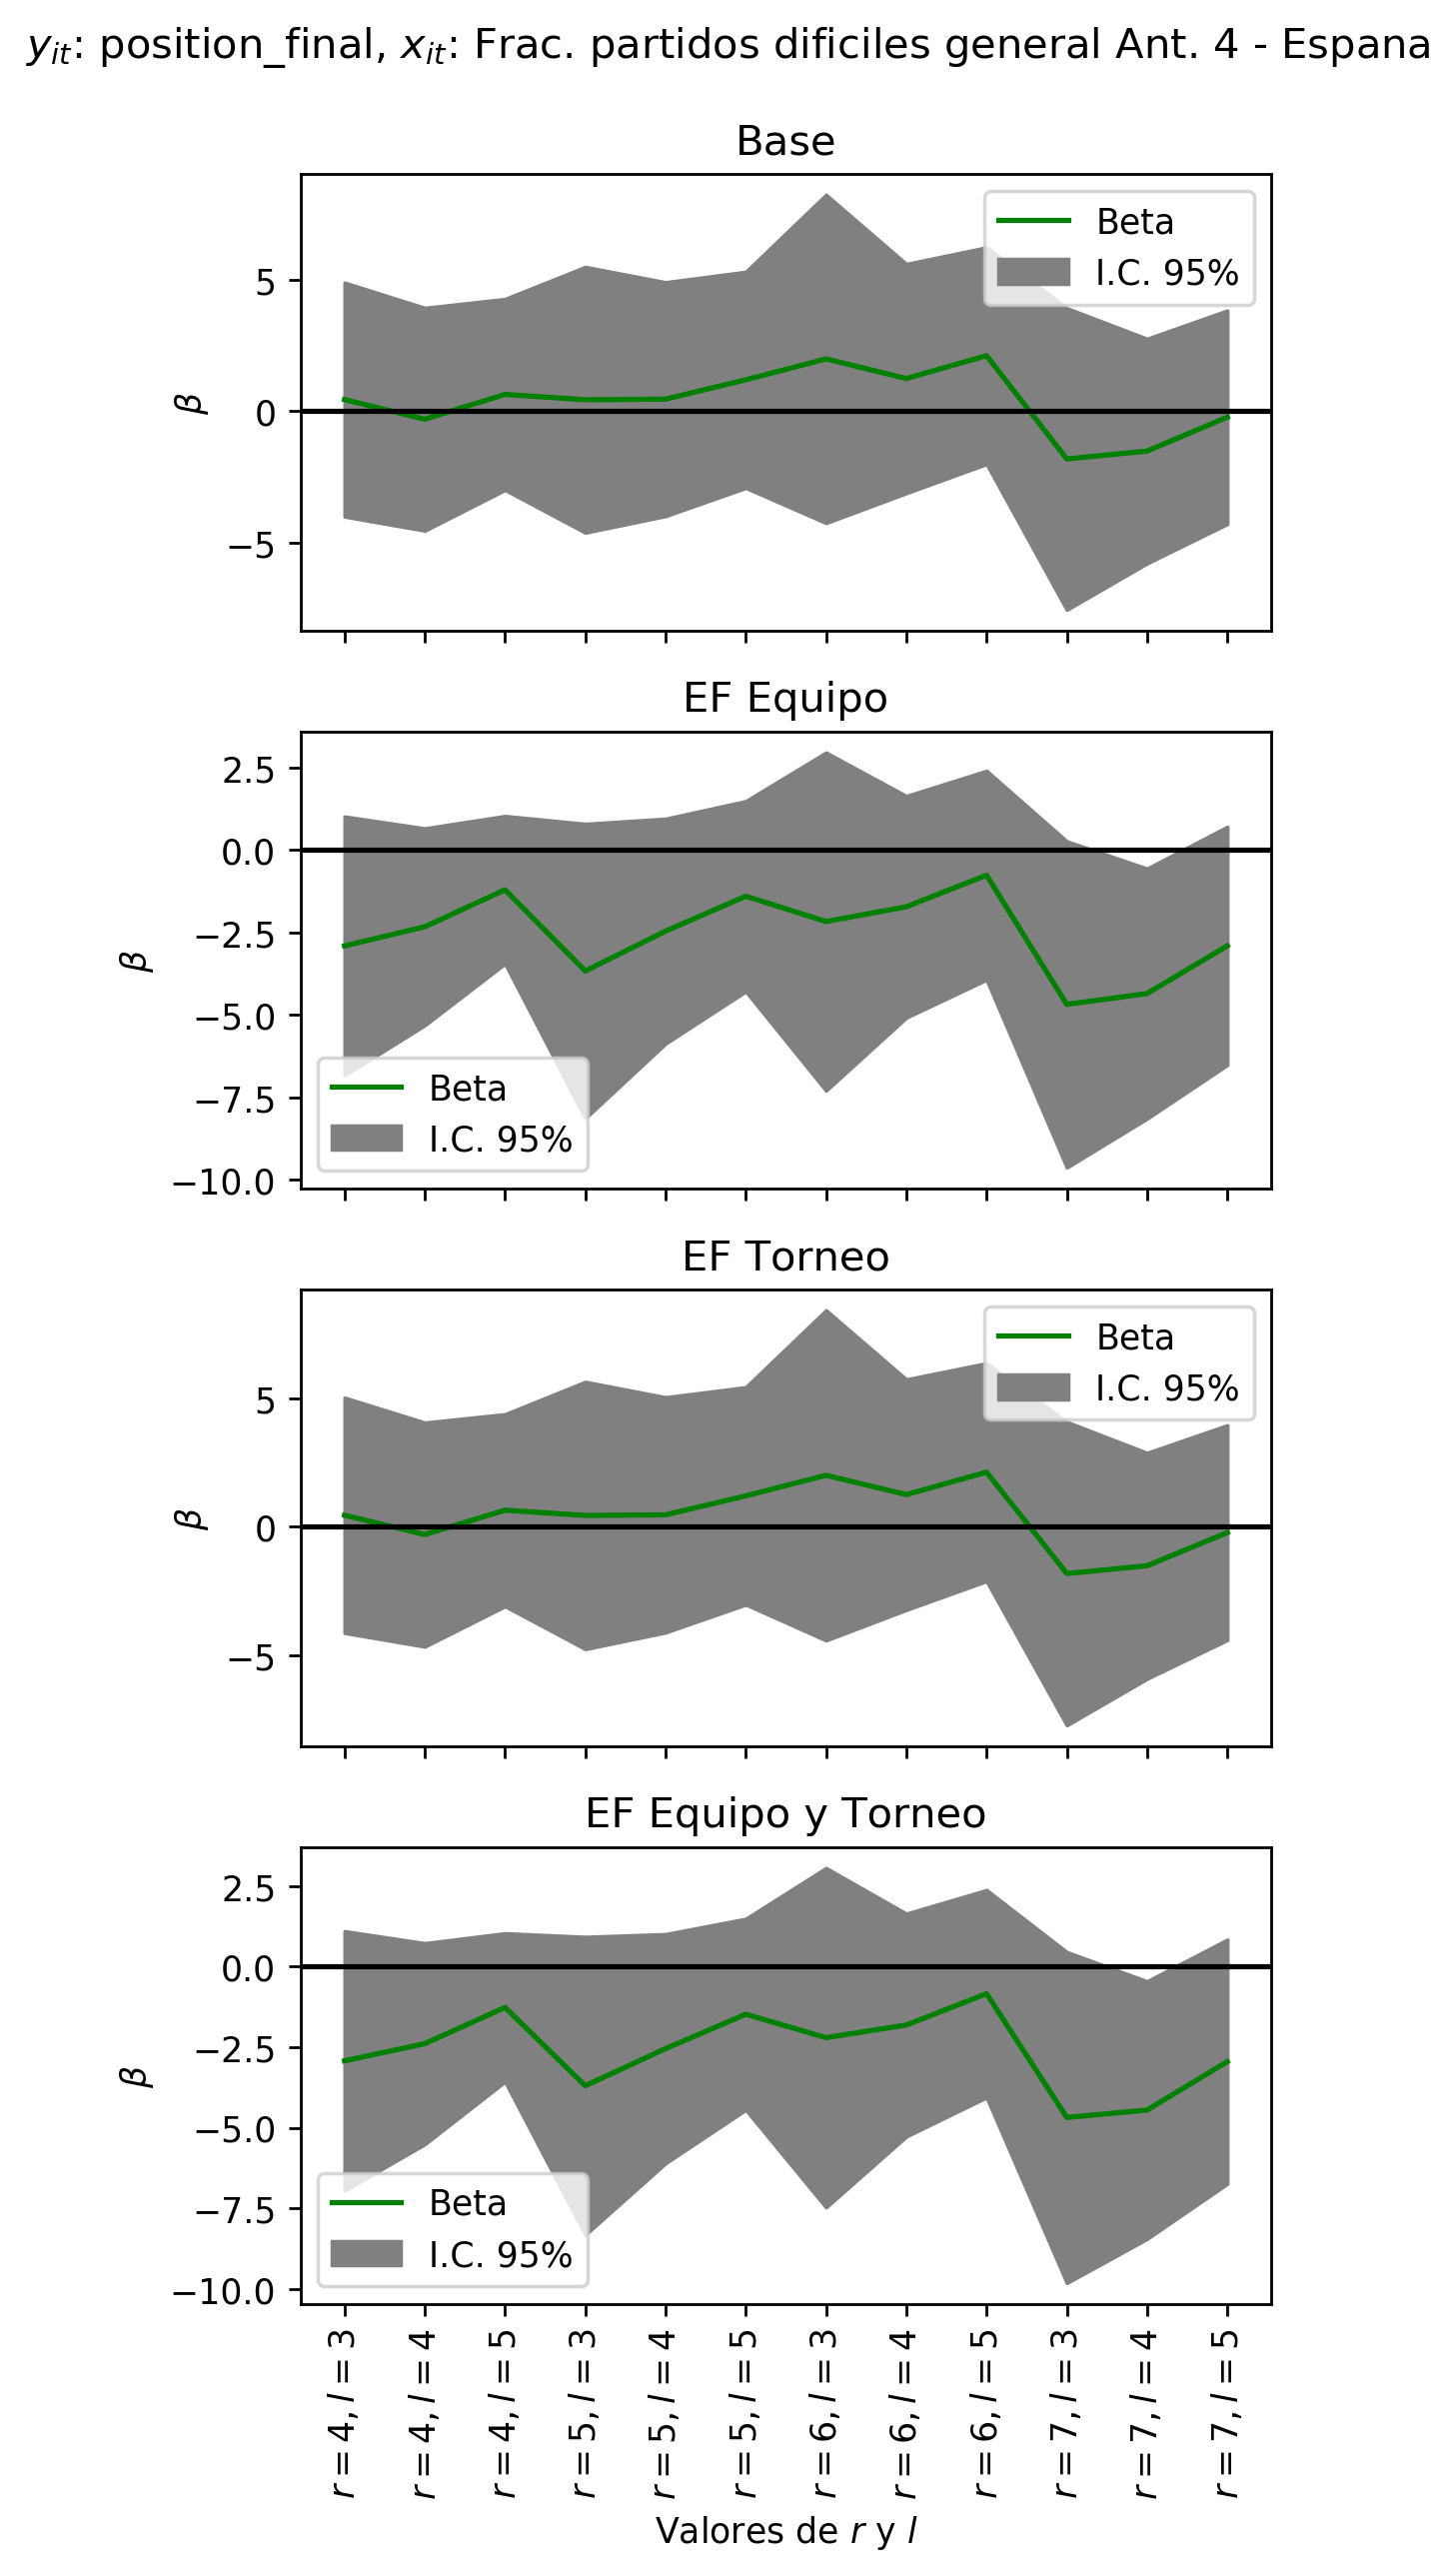 y_it: position_final, x_it: Frac. partidos dificiles general Ant. 4 - Espana
Base
Beta
I.C. 95%
5
0
−5
β
EF Equipo
2.5
0.0
−2.5
−5.0
−7.5
−10.0
β
Beta
I.C. 95%
EF Torneo
Beta
I.C. 95%
5
0
−5
β
EF Equipo y Torneo
2.5
0.0
−2.5
−5.0
−7.5
−10.0
β
Beta
I.C. 95%
r = 4, l = 3
r = 4, l = 4
r = 4, l = 5
r = 5, l = 3
r = 5, l = 4
r = 5, l = 5
r = 6, l = 3
r = 6, l = 4
r = 6, l = 5
r = 7, l = 3
r = 7, l = 4
r = 7, l = 5
Valores de r y l